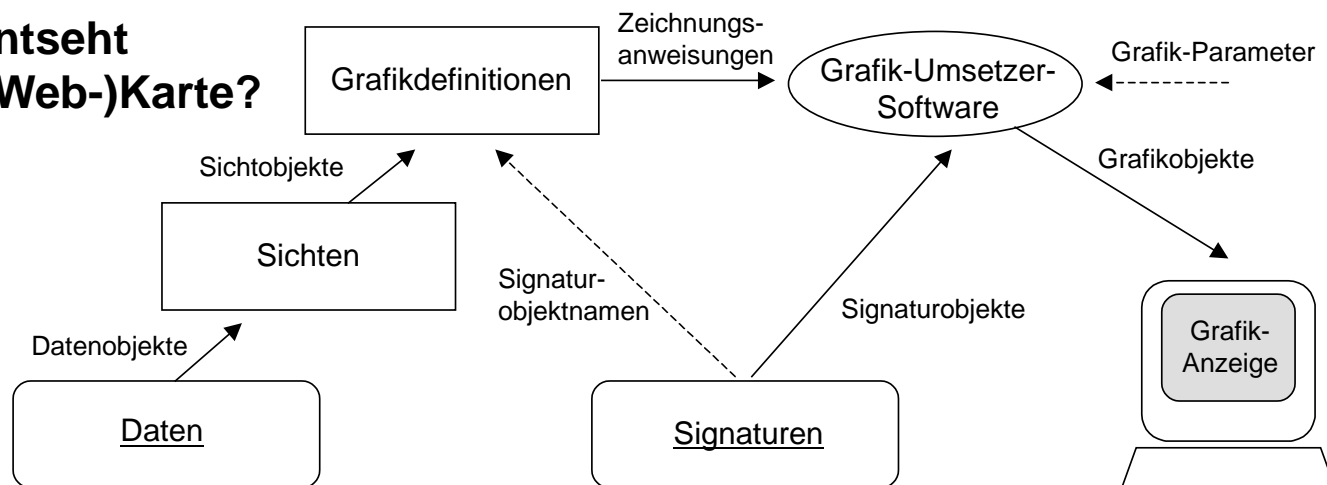 ntseht
Web-)Karte?
Zeichnungs-
anweisungen
Grafikdefinitionen
Grafik-Umsetzer-
Software
Grafik-Parameter
Sichtobjekte
Grafikobjekte
Sichten
Signatur-
objektnamen
Signaturobjekte
Datenobjekte
Grafik-
Anzeige
Daten
Signaturen